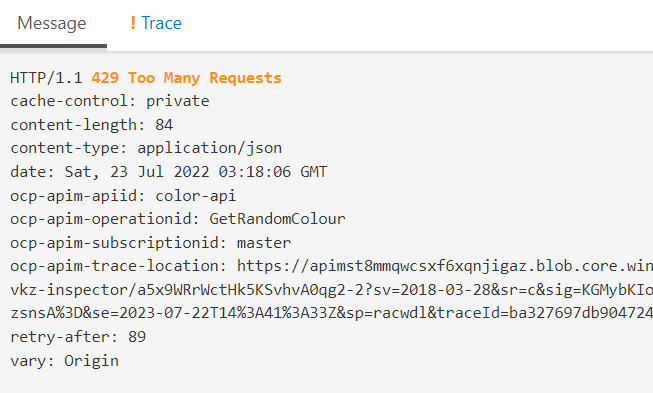 Message
! Trace
HTTP/1.1 429 Too Many Requests
cache-control: private
content-length: 84
content-type: application/json
date: Sat, 23 Jul 2022 03:18:06 GMT
ocp-apim-apiid: color-api
ocp-apim-operationid: GetRandomColour
ocp-apim-subscriptionid: master
ocp-apim-trace-location: https://apimst8mmqwcsxf6xqnjigaz.blob.core.win
vkz-inspector/a5x9WRrWctHk5KSvhvA0qg2-2?sv=2018-03-28&sr=c&sig=KGMybKIo
zsnsA%3D&se=2023-07-22T14%3A41%3A33Z&sp=racwdl&traceId=ba327697db904724
retry-after: 89
vary: Origin